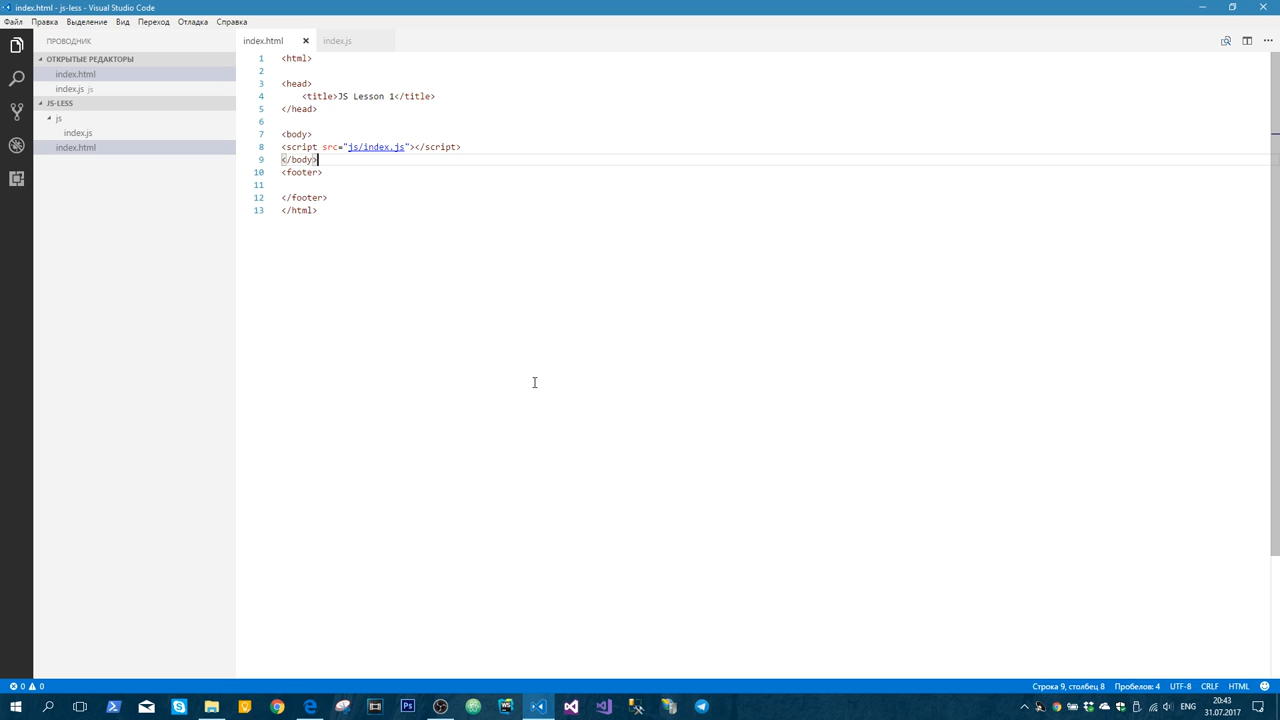 index.html - js-less - Visual Studio Code
Файл Правка Выделение Вид Переход Отладка Справка
ПРОВОДНИК
ОТКРЫТЫЕ РЕДАКТОРЫ
index.html
index.js js
JS-LESS
js
index.js
index.html
index.html index.js
1 <html>
2
3 <head>
4 <title>JS Lesson 1</title>
5 </head>
6
7 <body>
8 <script src="js/index.js"></script>
9 </body>
10 <footer>
11
12 </footer>
13 </html>
0 0
Строка 9, столбец 8 Пробелов: 4 UTF-8 CRLF HTML
Ps WS
20:43
31.07.2017